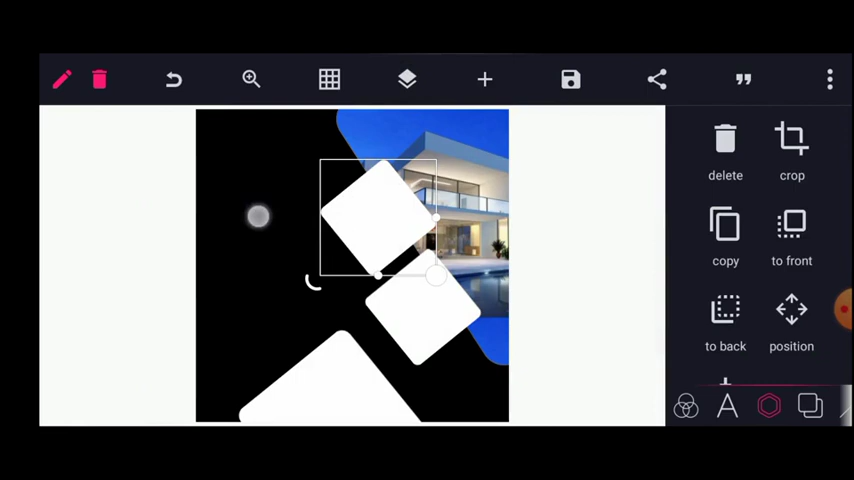 delete
crop
copy
to front
to back
position